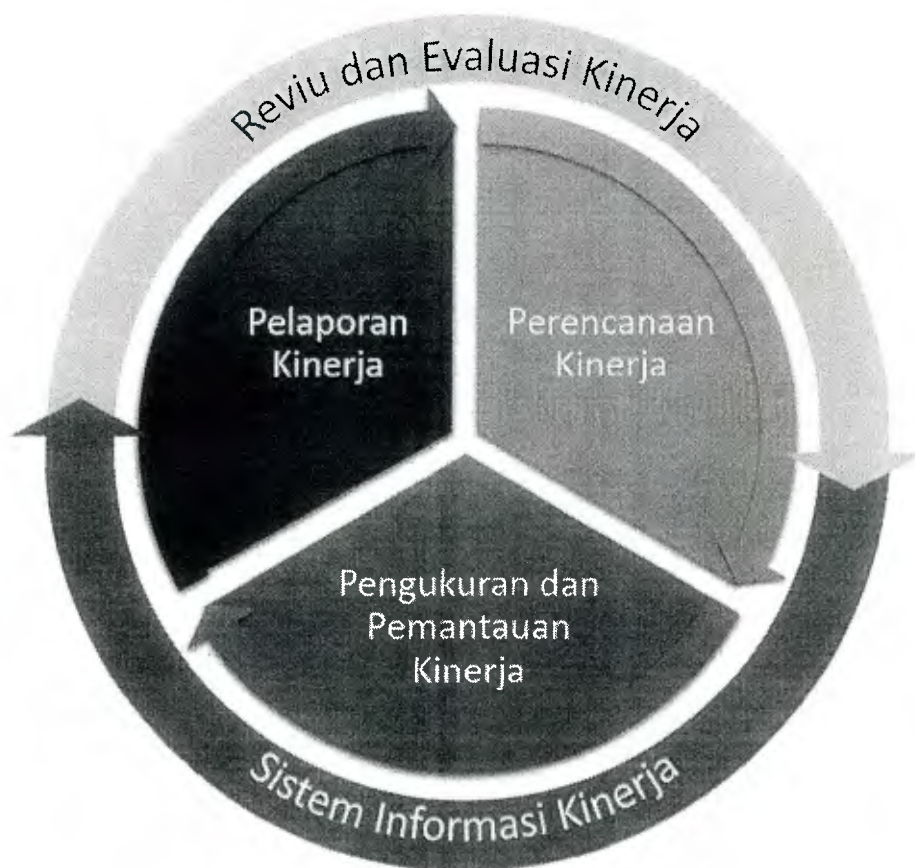 Reviu dan Evaluasi Kinerja
Pelaporan
Kinerja
Perencanaan
Kinerja
Pengukuran dan
Pemantauan
Kinerja
Sistem Informasi Kinerja